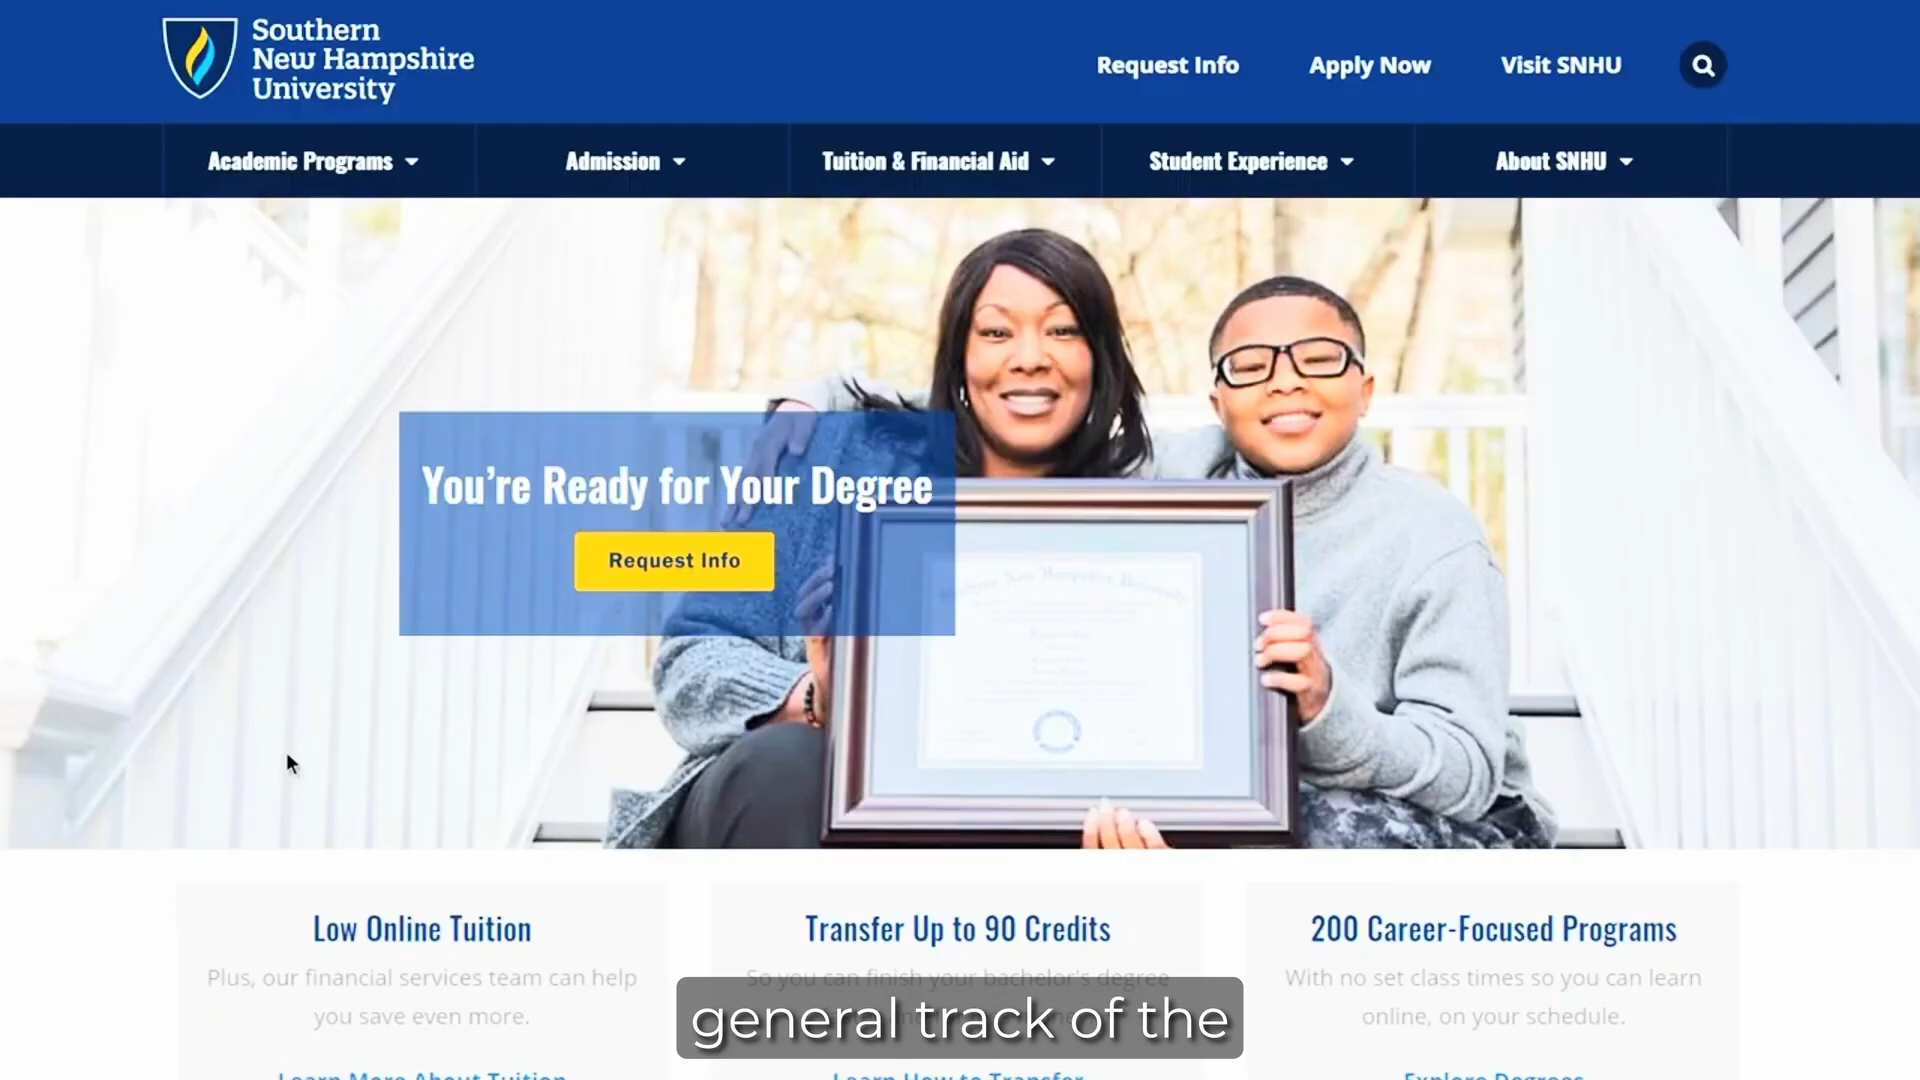 Southern
New Hampshire
University
Request Info
Apply Now
Visit SNHU
Academic Programs
Admission
Tuition & Financial Aid
Student Experience
About SNHU
You're Ready for Your Degree
Request Info
Low Online Tuition
Plus, our financial services team can help
you save even more.
Transfer Up to 90 Credits
So you can finish your bachelor's degree
200 Career-Focused Programs
With no set class times so you can learn
online, on your schedule.
general track of the
Learn More About Tuition
Learn How to Transfer
Explore Degrees